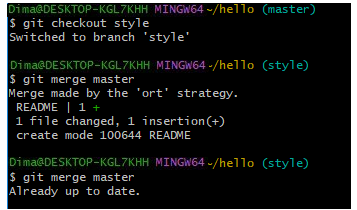 Dima@DESKTOP-KGL7KHH MINGW64 ~/hello (master)
$ git checkout style
Switched to branch 'style'
Dima@DESKTOP-KGL7KHH MINGW64 ~/hello (style)
$ git merge master
Merge made by the 'ort' strategy.
README | 1 +
1 file changed, 1 insertion(+)
create mode 100644 README
Dima@DESKTOP-KGL7KHH MINGW64 ~/hello (style)
$ git merge master
Already up to date.